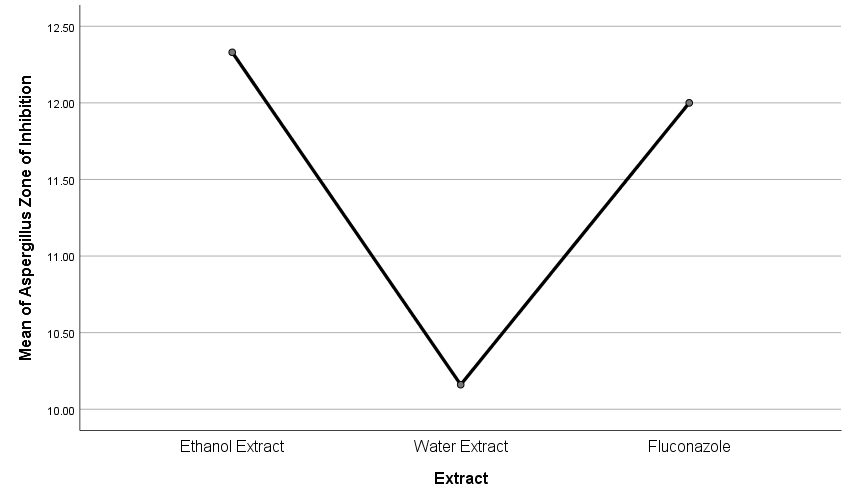 Mean of Aspergillus Zone of Inhibition
12.50
12.00
11.50
11.00
10.50
10.00
Ethanol Extract
Water Extract
Fluconazole
Extract